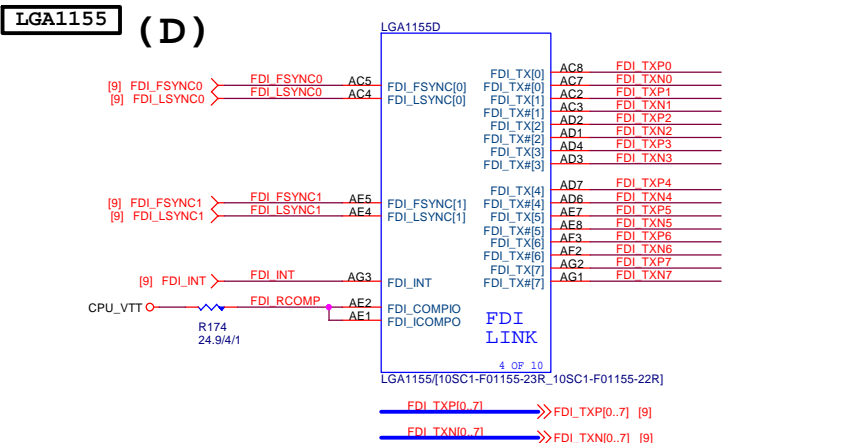 LGA1155
(D)
LGA1155D
[9] FDI_FSYNC0 FDI_FSYNC0 AC5 FDI_FSYNC[0]
[9] FDI_LSYNC0 FDI_LSYNC0 AC4 FDI_LSYNC[0]
FDI_TX[0] AC8 FDI_TXP0
FDI_TX#[0] AC7 FDI_TXN0
FDI_TX[1] AC2 FDI_TXP1
FDI_TX#[1] AC3 FDI_TXN1
FDI_TX[2] AD2 FDI_TXP2
FDI_TX#[2] AD1 FDI_TXN2
FDI_TX[3] AD4 FDI_TXP3
FDI_TX#[3] AD3 FDI_TXN3
[9] FDI_FSYNC1 FDI_FSYNC1 AE5 FDI_FSYNC[1]
[9] FDI_LSYNC1 FDI_LSYNC1 AE4 FDI_LSYNC[1]
FDI_TX[4] AD7 FDI_TXP4
FDI_TX#[4] AD6 FDI_TXN4
FDI_TX[5] AE7 FDI_TXP5
FDI_TX#[5] AE8 FDI_TXN5
FDI_TX[6] AF3 FDI_TXP6
FDI_TX#[6] AF2 FDI_TXN6
FDI_TX[7] AG2 FDI_TXP7
FDI_TX#[7] AG1 FDI_TXN7
[9] FDI_INT FDI_INT AG3 FDI_INT
CPU_VTT FDI_RCOMP AE2 FDI_COMPIO
AE1 FDI_ICOMPO
R174
24.9/4/1
FDI
LINK
4 OF 10
LGA1155/[10SC1-F01155-23R_10SC1-F01155-22R]
FDI_TXP[0..7] FDI_TXP[0..7] [9]
FDI_TXN[0..7] FDI_TXN[0..7] [9]